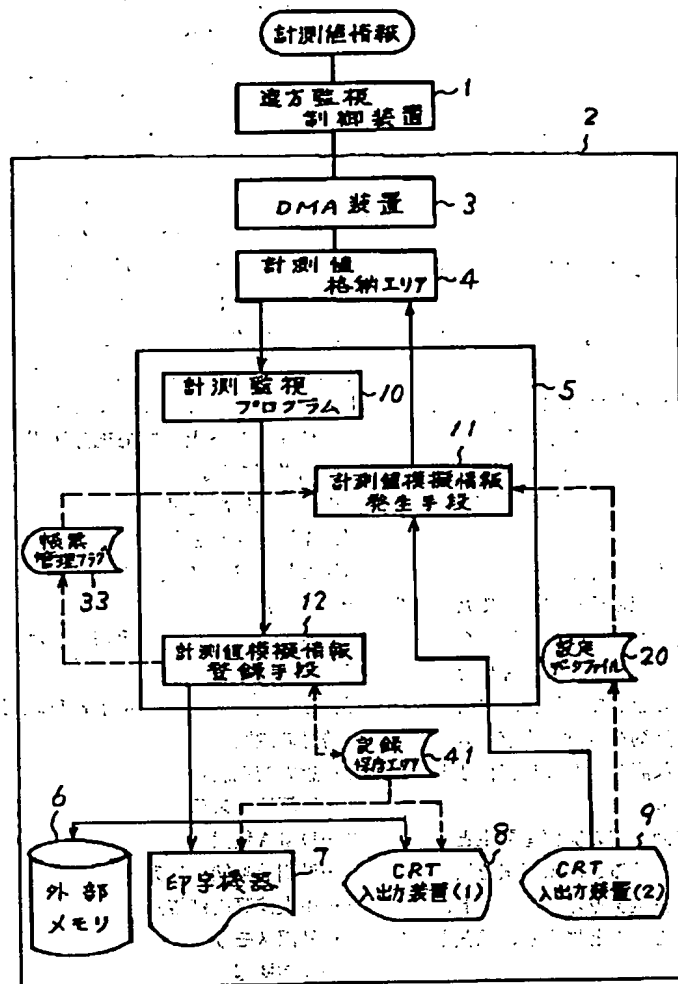 計測値情報
1
遠方監視
制御装置
2
DMA装置
3
計測値
格納エリア
4
計測監視
プログラム
10
5
11
計測値模擬情報
発生手段
帳票
管理フラグ
33
12
計測値模擬情報
登録手段
設定
データファイル
20
記録
保存エリア
41
6
外部
メモリ
印字機器
7
CRT
入出力装置(1)
8
CRT
入出力装置(2)
9